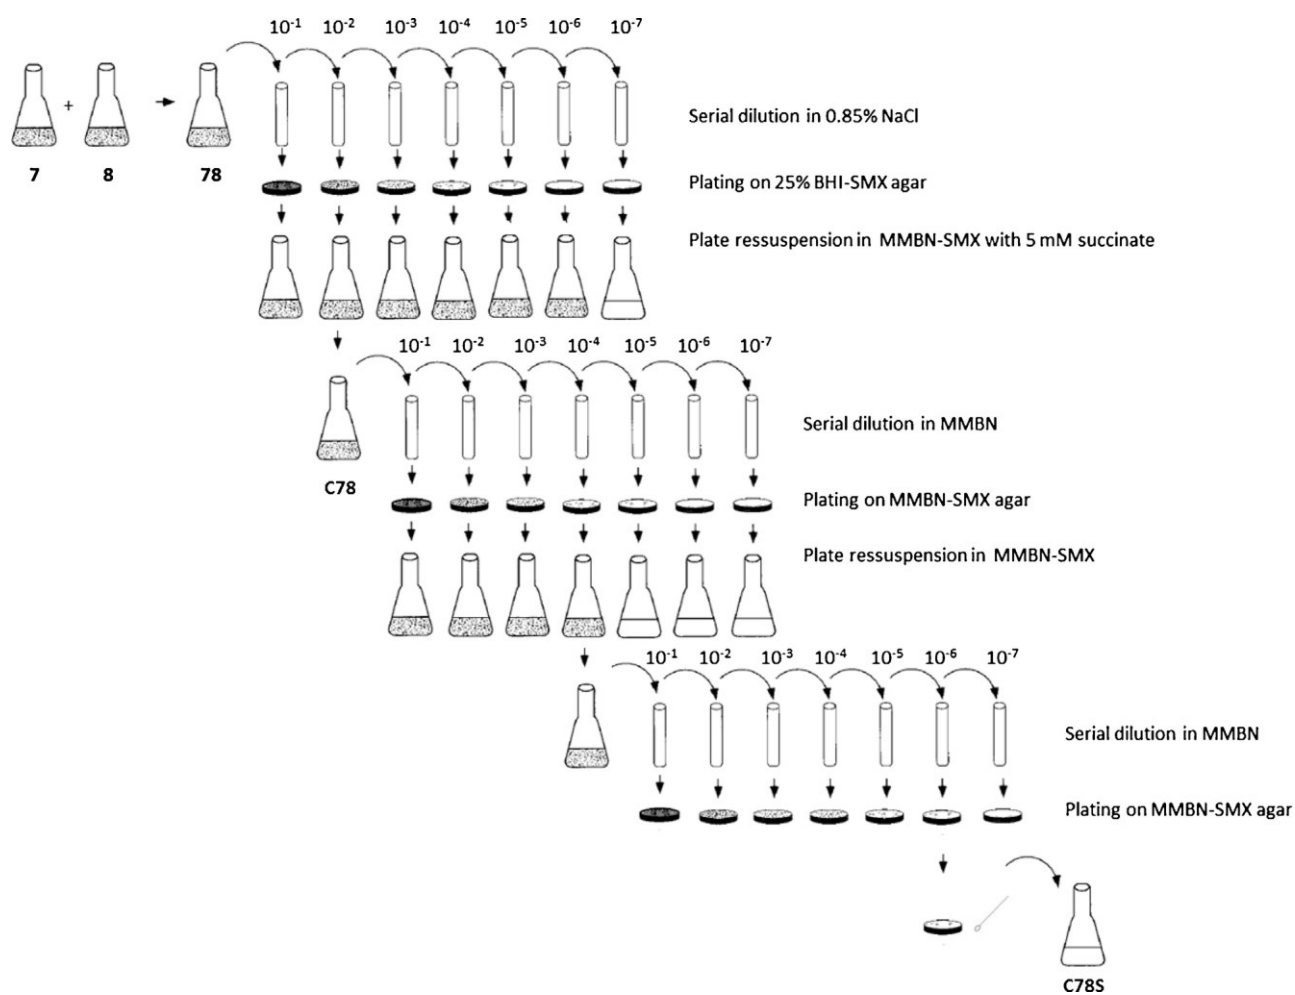 10-1 10-2 10-3 10-4 10-5 10-6 10-7
+
Serial dilution in 0.85% NaCl
7 8 78
Plating on 25% BHI-SMX agar
Plate ressuspension in MMBN-SMX with 5 mM succinate
10-1 10-2 10-3 10-4 10-5 10-6 10-7
Serial dilution in MMBN
C78
Plating on MMBN-SMX agar
Plate ressuspension in MMBN-SMX
10-1 10-2 10-3 10-4 10-5 10-6 10-7
Serial dilution in MMBN
Plating on MMBN-SMX agar
C78S